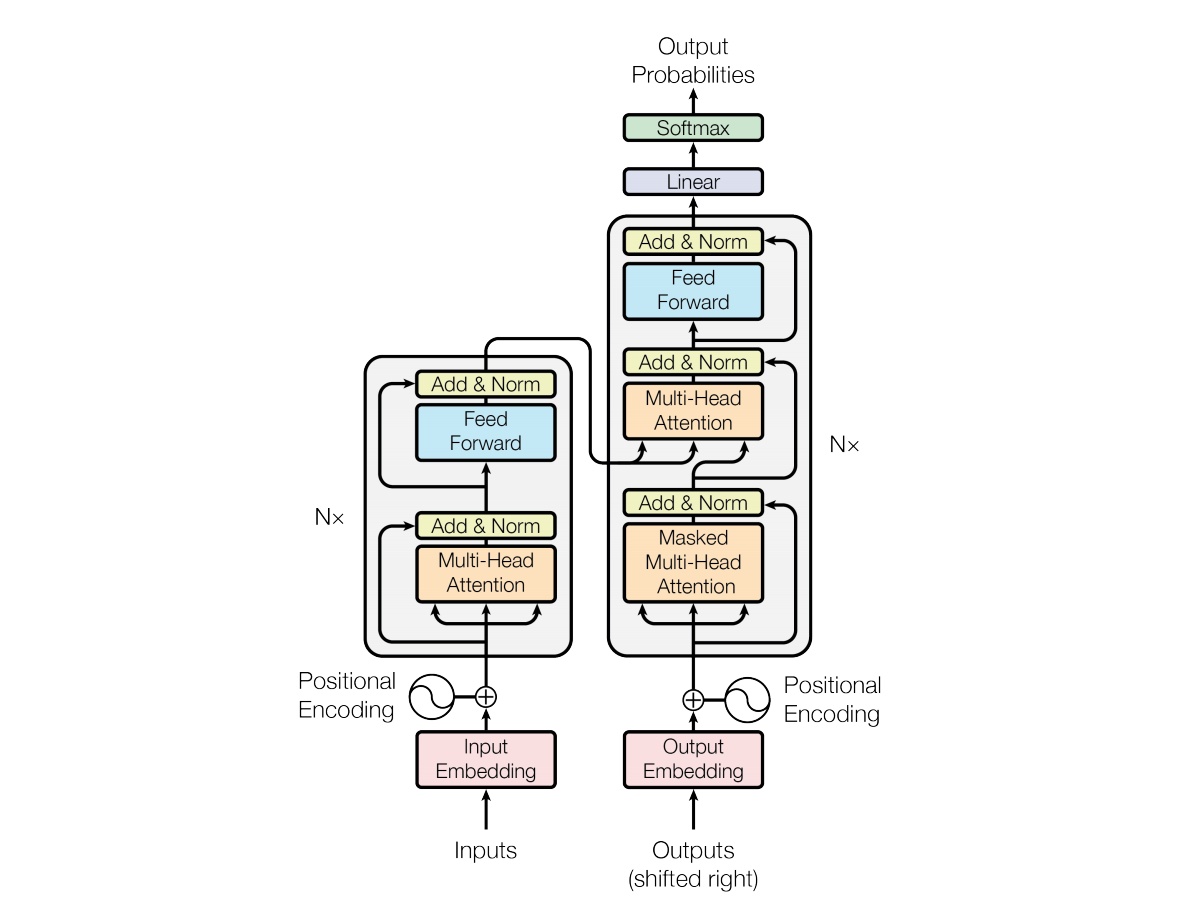 Output
Probabilities
Softmax
Linear
Add & Norm
Feed
Forward
Add & Norm
Multi-Head
Attention
N×
Add & Norm
Masked
Multi-Head
Attention
Add & Norm
Feed
Forward
N×
Add & Norm
Multi-Head
Attention
Positional
Encoding
Positional
Encoding
Input
Embedding
Output
Embedding
Inputs
Outputs
(shifted right)